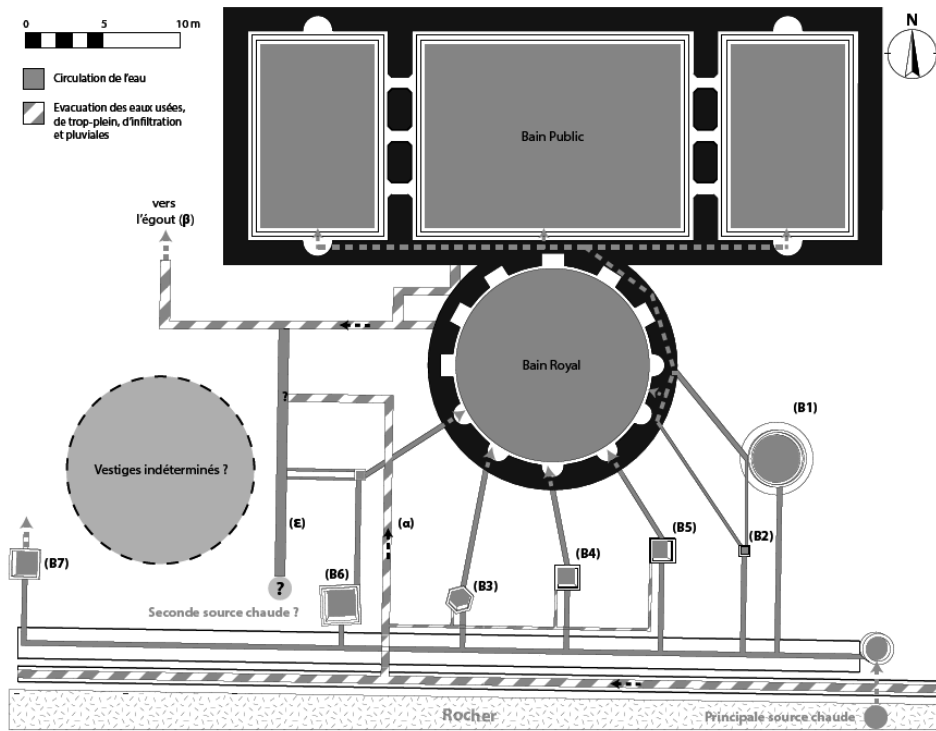 0 5 10 m
N
Circulation de l'eau
Evacuation des eaux usées,
de trop-plein, d'infiltration
et pluviales
Bain Public
vers
l'égout (β)
Bain Royal
(B1)
?
Vestiges indéterminés ?
(ε)
(α)
(B5)
(B2)
(B7)
(B4)
?
(B6)
(B3)
Seconde source chaude ?
Rocher
Principale source chaude